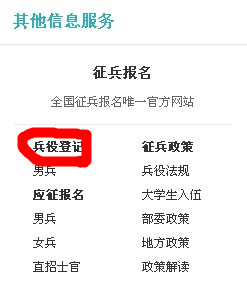 其他信息服务
征兵报名
全国征兵报名唯一官方网站
兵役登记 征兵政策
男兵 兵役法规
应征报名 大学生入伍
男兵 部委政策
女兵 地方政策
直招士官 政策解读